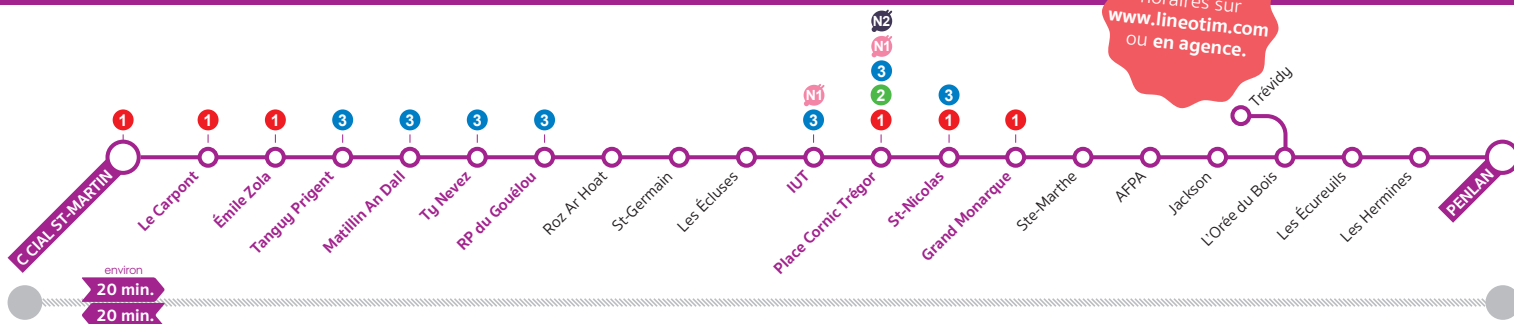 horaires sur
www.lineotim.com
ou en agence.
N2
N1
3
2
1
N1
3
3
1
1
1
1
1
3
3
3
3
Trévidy
C CIAL ST-MARTIN
Le Carpont
Émile Zola
Tanguy Prigent
Matillin An Dall
Ty Nevez
RP du Gouélou
Roz Ar Hoat
St-Germain
Les Écluses
IUT
Place Cornic Trégor
St-Nicolas
Grand Monarque
Ste-Marthe
AFPA
Jackson
L'Orée du Bois
Les Écureuils
Les Hermines
PENLAN
environ
20 min.
20 min.